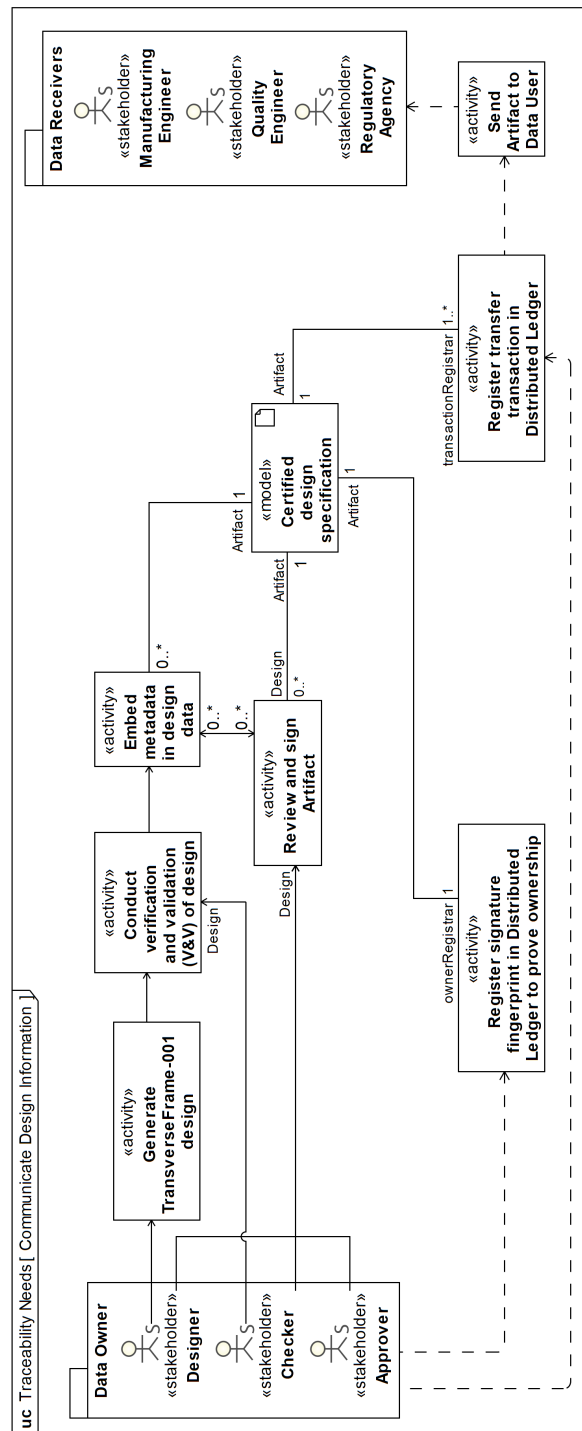 uc Traceability Needs [ Communicate Design Information ]
Data Owner
«stakeholder»
Designer
«stakeholder»
Checker
«stakeholder»
Approver
«activity»
Generate
TransverseFrame-001
design
«activity»
Conduct
verification
and validation
(V&V) of design
Design
«activity»
Embed
metadata
in design
data
0..*
0..*
0..*
«activity»
Review and sign
Artifact
Design
Design
0..*
Artifact
1
Artifact
1
«model»
Certified
design
specification
Artifact
1
Artifact
1
ownerRegistrar
1
«activity»
Register signature
fingerprint in Distributed
Ledger to prove ownership
transactionRegistrar
1..*
«activity»
Register transfer
transaction in
Distributed Ledger
«activity»
Send
Artifact to
Data User
Data Receivers
«stakeholder»
Manufacturing
Engineer
«stakeholder»
Quality
Engineer
«stakeholder»
Regulatory
Agency
S
S
S
S
S
S